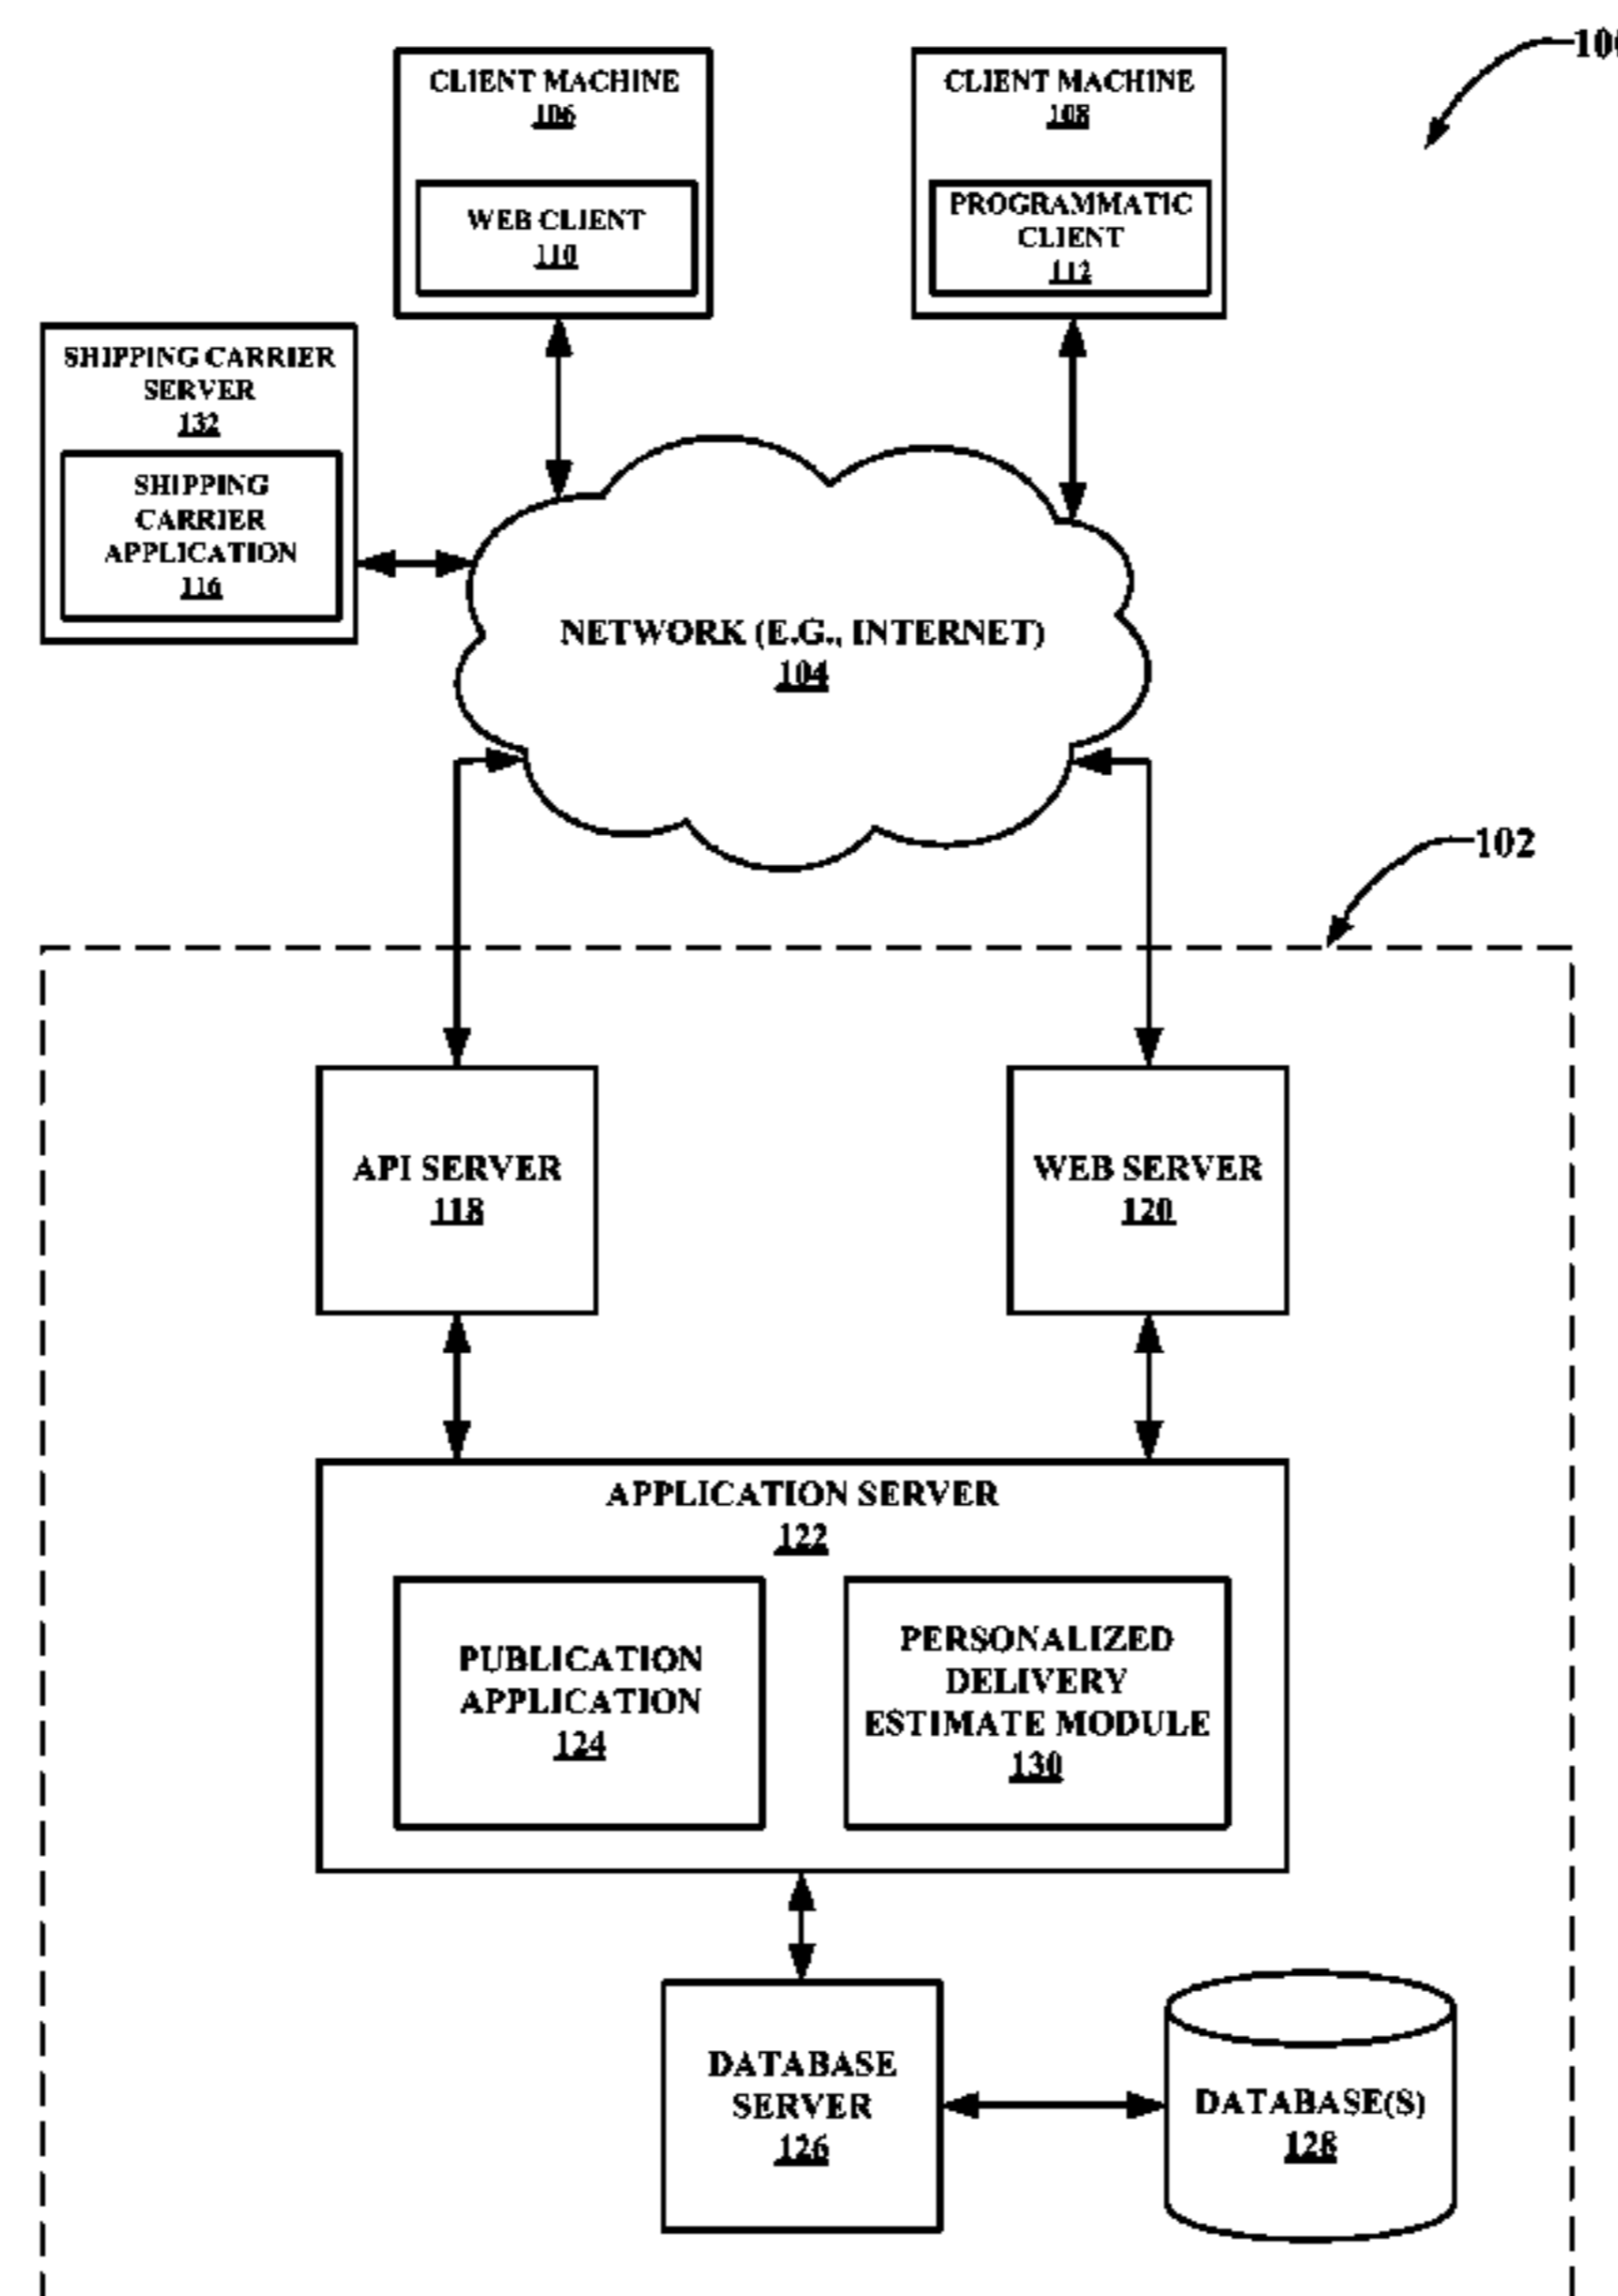 CLIENT MACHINE
106
WEB CLIENT
110
CLIENT MACHINE
108
PROGRAMMATIC
CLIENT
112
SHIPPING CARRIER
SERVER
132
SHIPPING
CARRIER
APPLICATION
116
NETWORK (E.G., INTERNET)
104
102
API SERVER
118
WEB SERVER
120
APPLICATION SERVER
122
PUBLICATION
APPLICATION
124
PERSONALIZED
DELIVERY
ESTIMATE MODULE
130
DATABASE
SERVER
126
DATABASE(S)
128